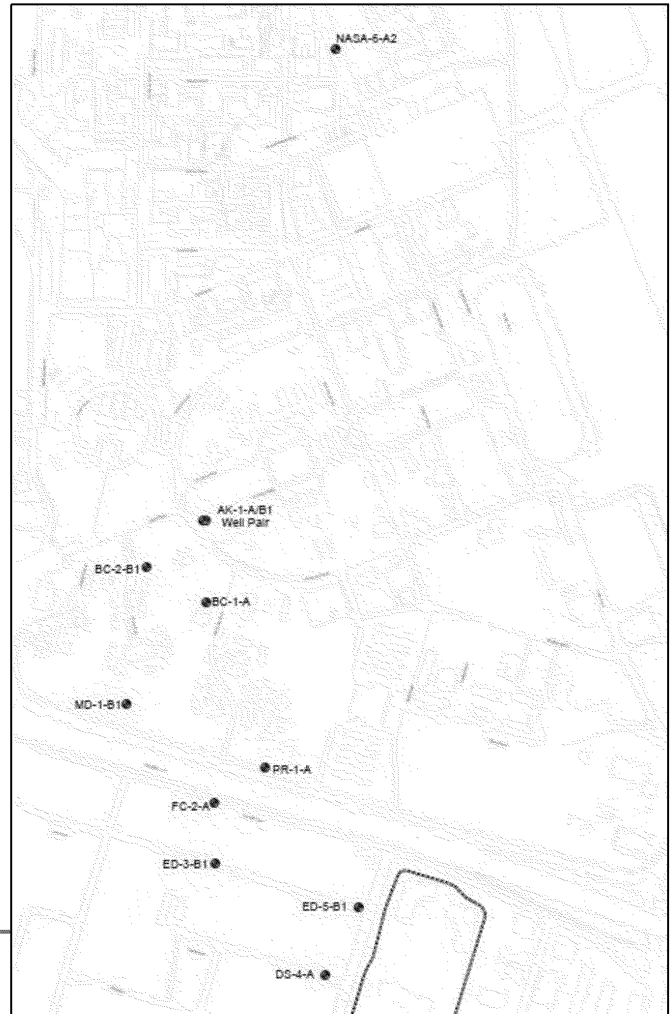 NASA-6-A2
AK-1-A/B1
Well Pair
BC-2-B1
BC-1-A
MD-1-B1
PR-1-A
FC-2-A
ED-3-B1
ED-5-B1
DS-4-A